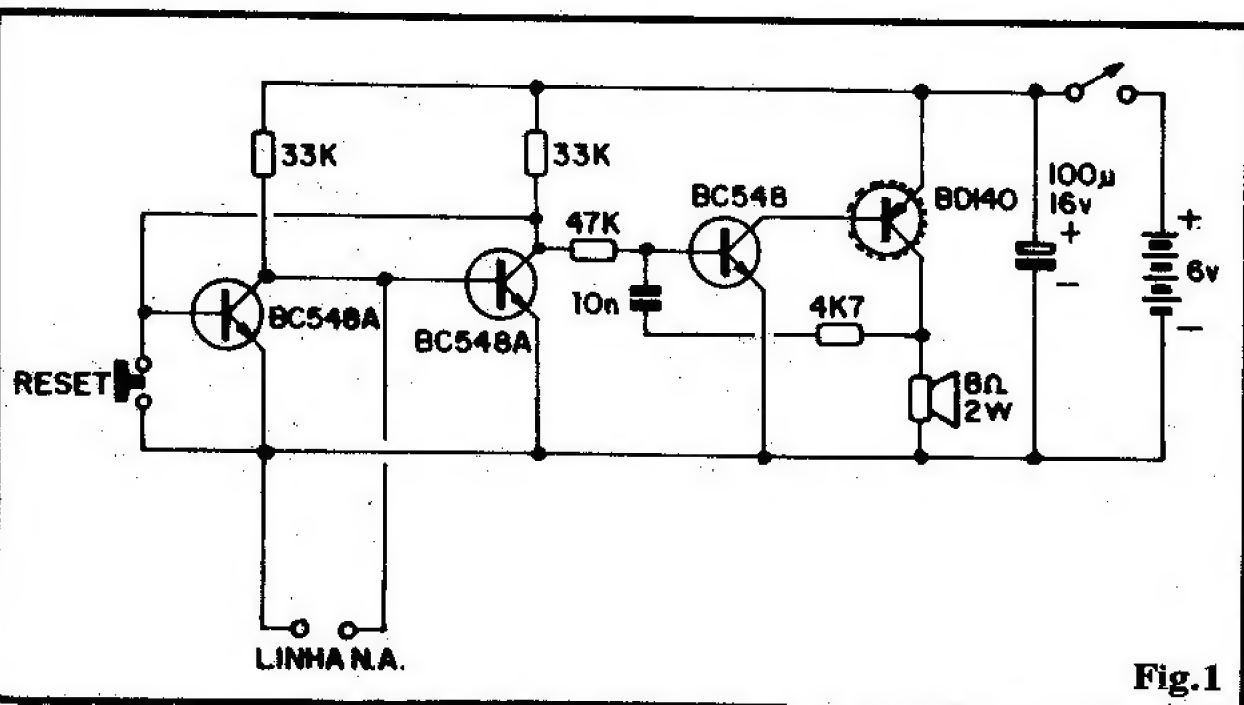 33K
33K
47K
BC548
BD140
100µ
16v
+
-
+
6v
-
BC548A
BC548A
10n
4K7
RESET
8Ω
2W
LINHA N.A.
Fig.1